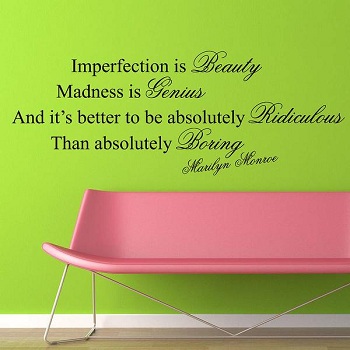 Imperfection is Beauty
Madness is Genius
And it's better to be absolutely Ridiculous
Than absolutely Boring
Marilyn Monroe